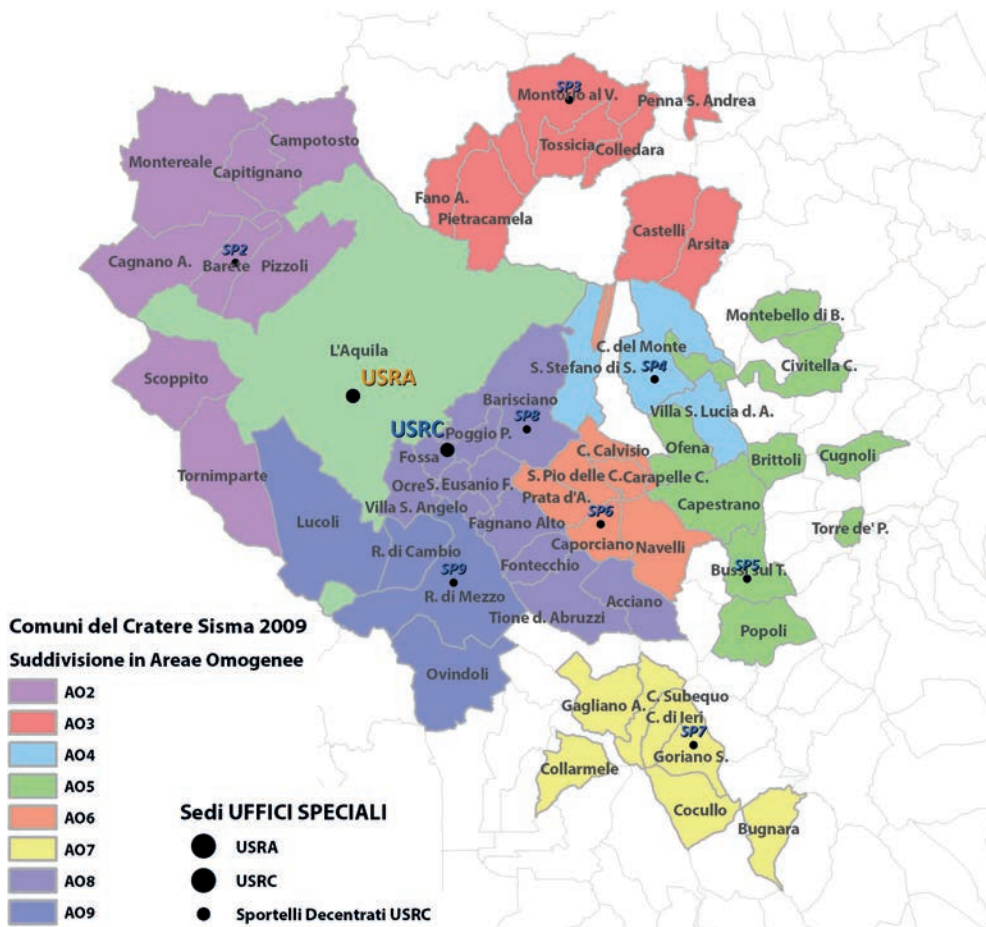 SP3
Montorio al V.
Penna S. Andrea
Campotosto
Montereale
Capitignano
Tossicia
Colledara
Fano A.
Pietracamela
Castelli
Arsita
SP2
Cagnano A.
Barete
Pizzoli
Montebello di B.
L'Aquila
C. del Monte
S. Stefano di S.
SP4
Civitella C.
Scoppito
USRA
Barisciano
SP8
Villa S. Lucia d. A.
USRC
Poggio P.
Fossa
C. Calvisio
Ofena
Brittoli
Cugnoli
Tornimparte
Ocre
S. Eusanio F.
S. Pio delle C.
Carapelle C.
Prata d'A.
Capestrano
Villa S. Angelo
SP6
Lucoli
Fagnano Alto
Torre de' P.
R. di Cambio
Caporciano
Navelli
Fontecchio
SP5
Bussi sul T.
SP9
R. di Mezzo
Acciano
Tione d. Abruzzi
Popoli
Ovindoli
Gagliano A.
C. Subequo
C. di Ieri
SP7
Goriano S.
Collarmele
Cocullo
Bugnara
Comuni del Cratere Sisma 2009
Suddivisione in Areae Omogenee
AO2
AO3
AO4
AO5
AO6
AO7
AO8
AO9
Sedi UFFICI SPECIALI
USRA
USRC
Sportelli Decentrati USRC